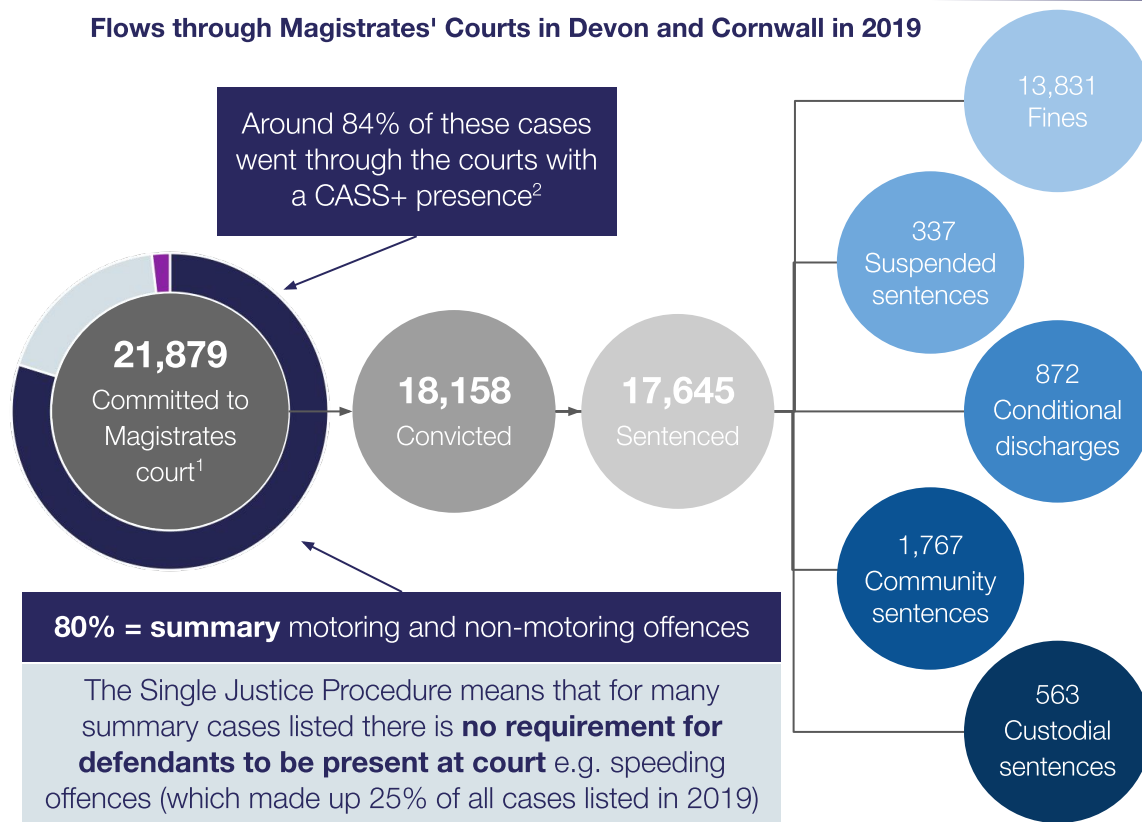 Flows through Magistrates' Courts in Devon and Cornwall in 2019
Around 84% of these cases
went through the courts with
a CASS+ presence²
21,879
Committed to
Magistrates
court¹
18,158
Convicted
17,645
Sentenced
13,831
Fines
337
Suspended
sentences
872
Conditional
discharges
1,767
Community
sentences
563
Custodial
sentences
80% = summary motoring and non-motoring offences
The Single Justice Procedure means that for many
summary cases listed there is no requirement for
defendants to be present at court e.g. speeding
offences (which made up 25% of all cases listed in 2019)